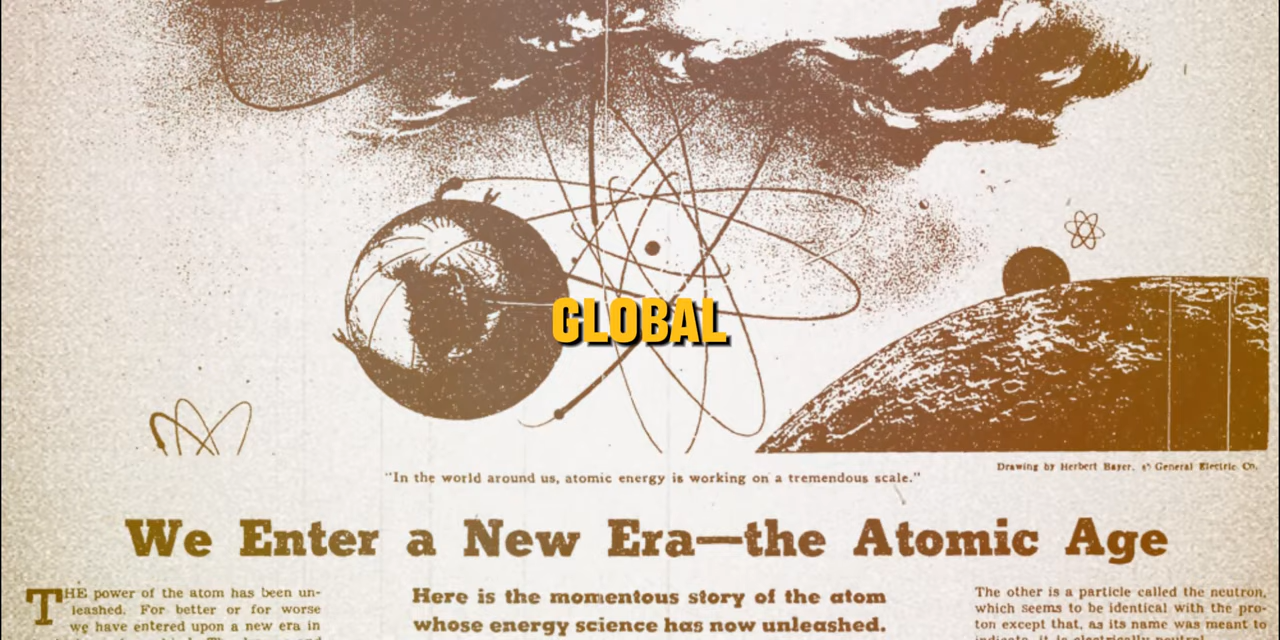 GLOBAL
Drawing by Herbert Bayer. © General Electric Co.
"In the world around us, atomic energy is working on a tremendous scale."
We Enter a New Era—the Atomic Age
THE power of the atom has been un-
leashed. For better or for worse
we have entered upon a new era in
Here is the momentous story of the atom
whose energy science has now unleashed.
The other is a particle called the neutron,
which seems to be identical with the pro-
ton except that, as its name was meant to
indicate, it is electrically